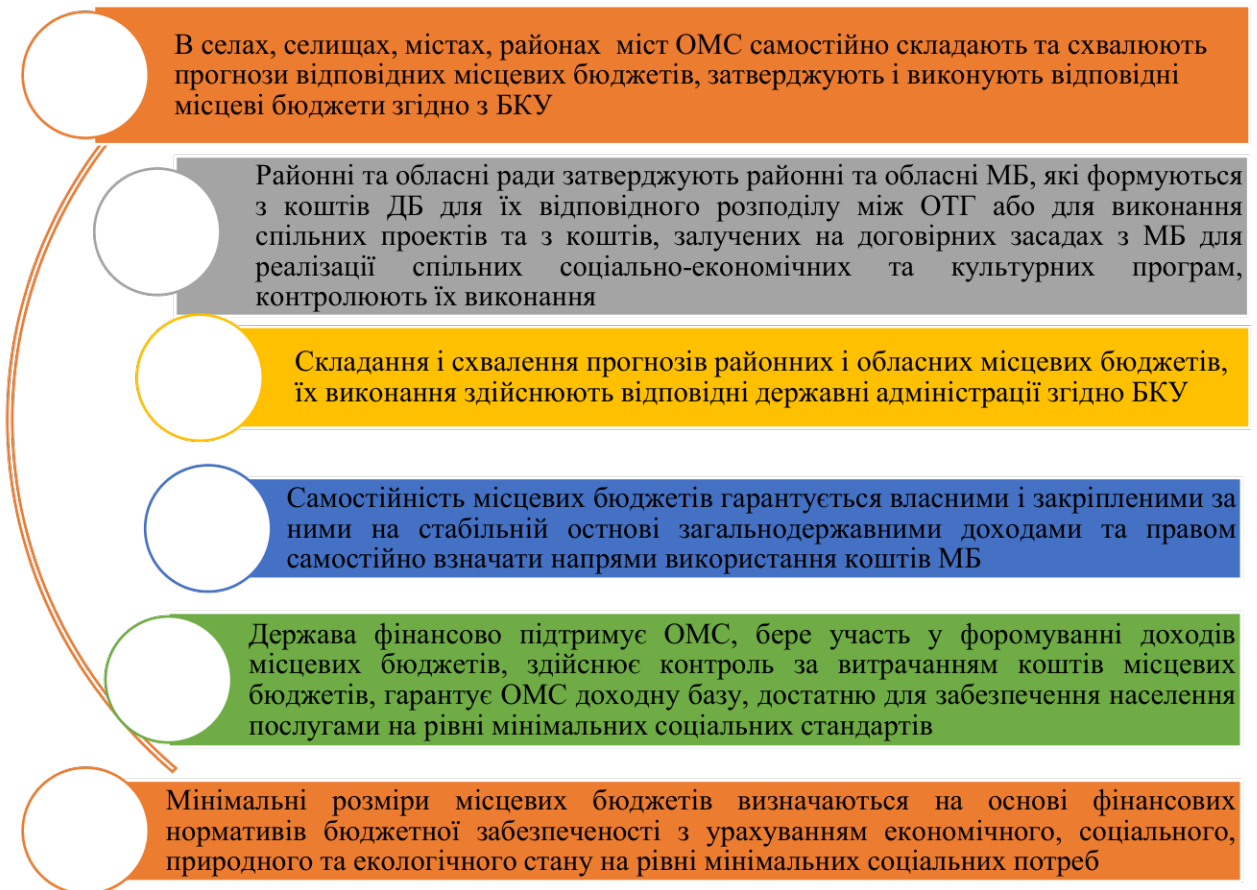 В селах, селищах, містах, районах міст ОМС самостійно складають та схвалюють
прогнози відповідних місцевих бюджетів, затверджують і виконують відповідні
місцеві бюджети згідно з БКУ
Районні та обласні ради затверджують районні та обласні МБ, які формуються
з коштів ДБ для їх відповідного розподілу між ОТГ або для виконання
спільних проектів та з коштів, залучених на договірних засадах з МБ для
реалізації спільних соціально-економічних та культурних програм,
контролюють їх виконання
Складання і схвалення прогнозів районних і обласних місцевих бюджетів,
їх виконання здійснюють відповідні державні адміністрації згідно БКУ
Самостійність місцевих бюджетів гарантується власними і закріпленими за
ними на стабільній остнові загальнодержавними доходами та правом
самостійно взначати напрями використання коштів МБ
Держава фінансово підтримує ОМС, бере участь у форомуванні доходів
місцевих бюджетів, здійснює контроль за витрачанням коштів місцевих
бюджетів, гарантує ОМС доходну базу, достатню для забезпечення населення
послугами на рівні мінімальних соціальних стандартів
Мінімальні розміри місцевих бюджетів визначаються на основі фінансових
нормативів бюджетної забезпеченості з урахуванням економічного, соціального,
природного та екологічного стану на рівні мінімальних соціальних потреб